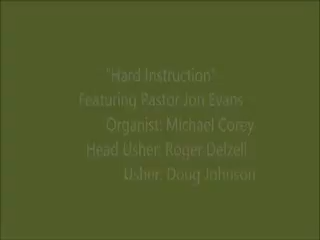 "Hard Instruction"
Featuring Pastor Jon Evans
Organist: Michael Corey
Head Usher: Roger Delzell
Usher: Doug Johnson